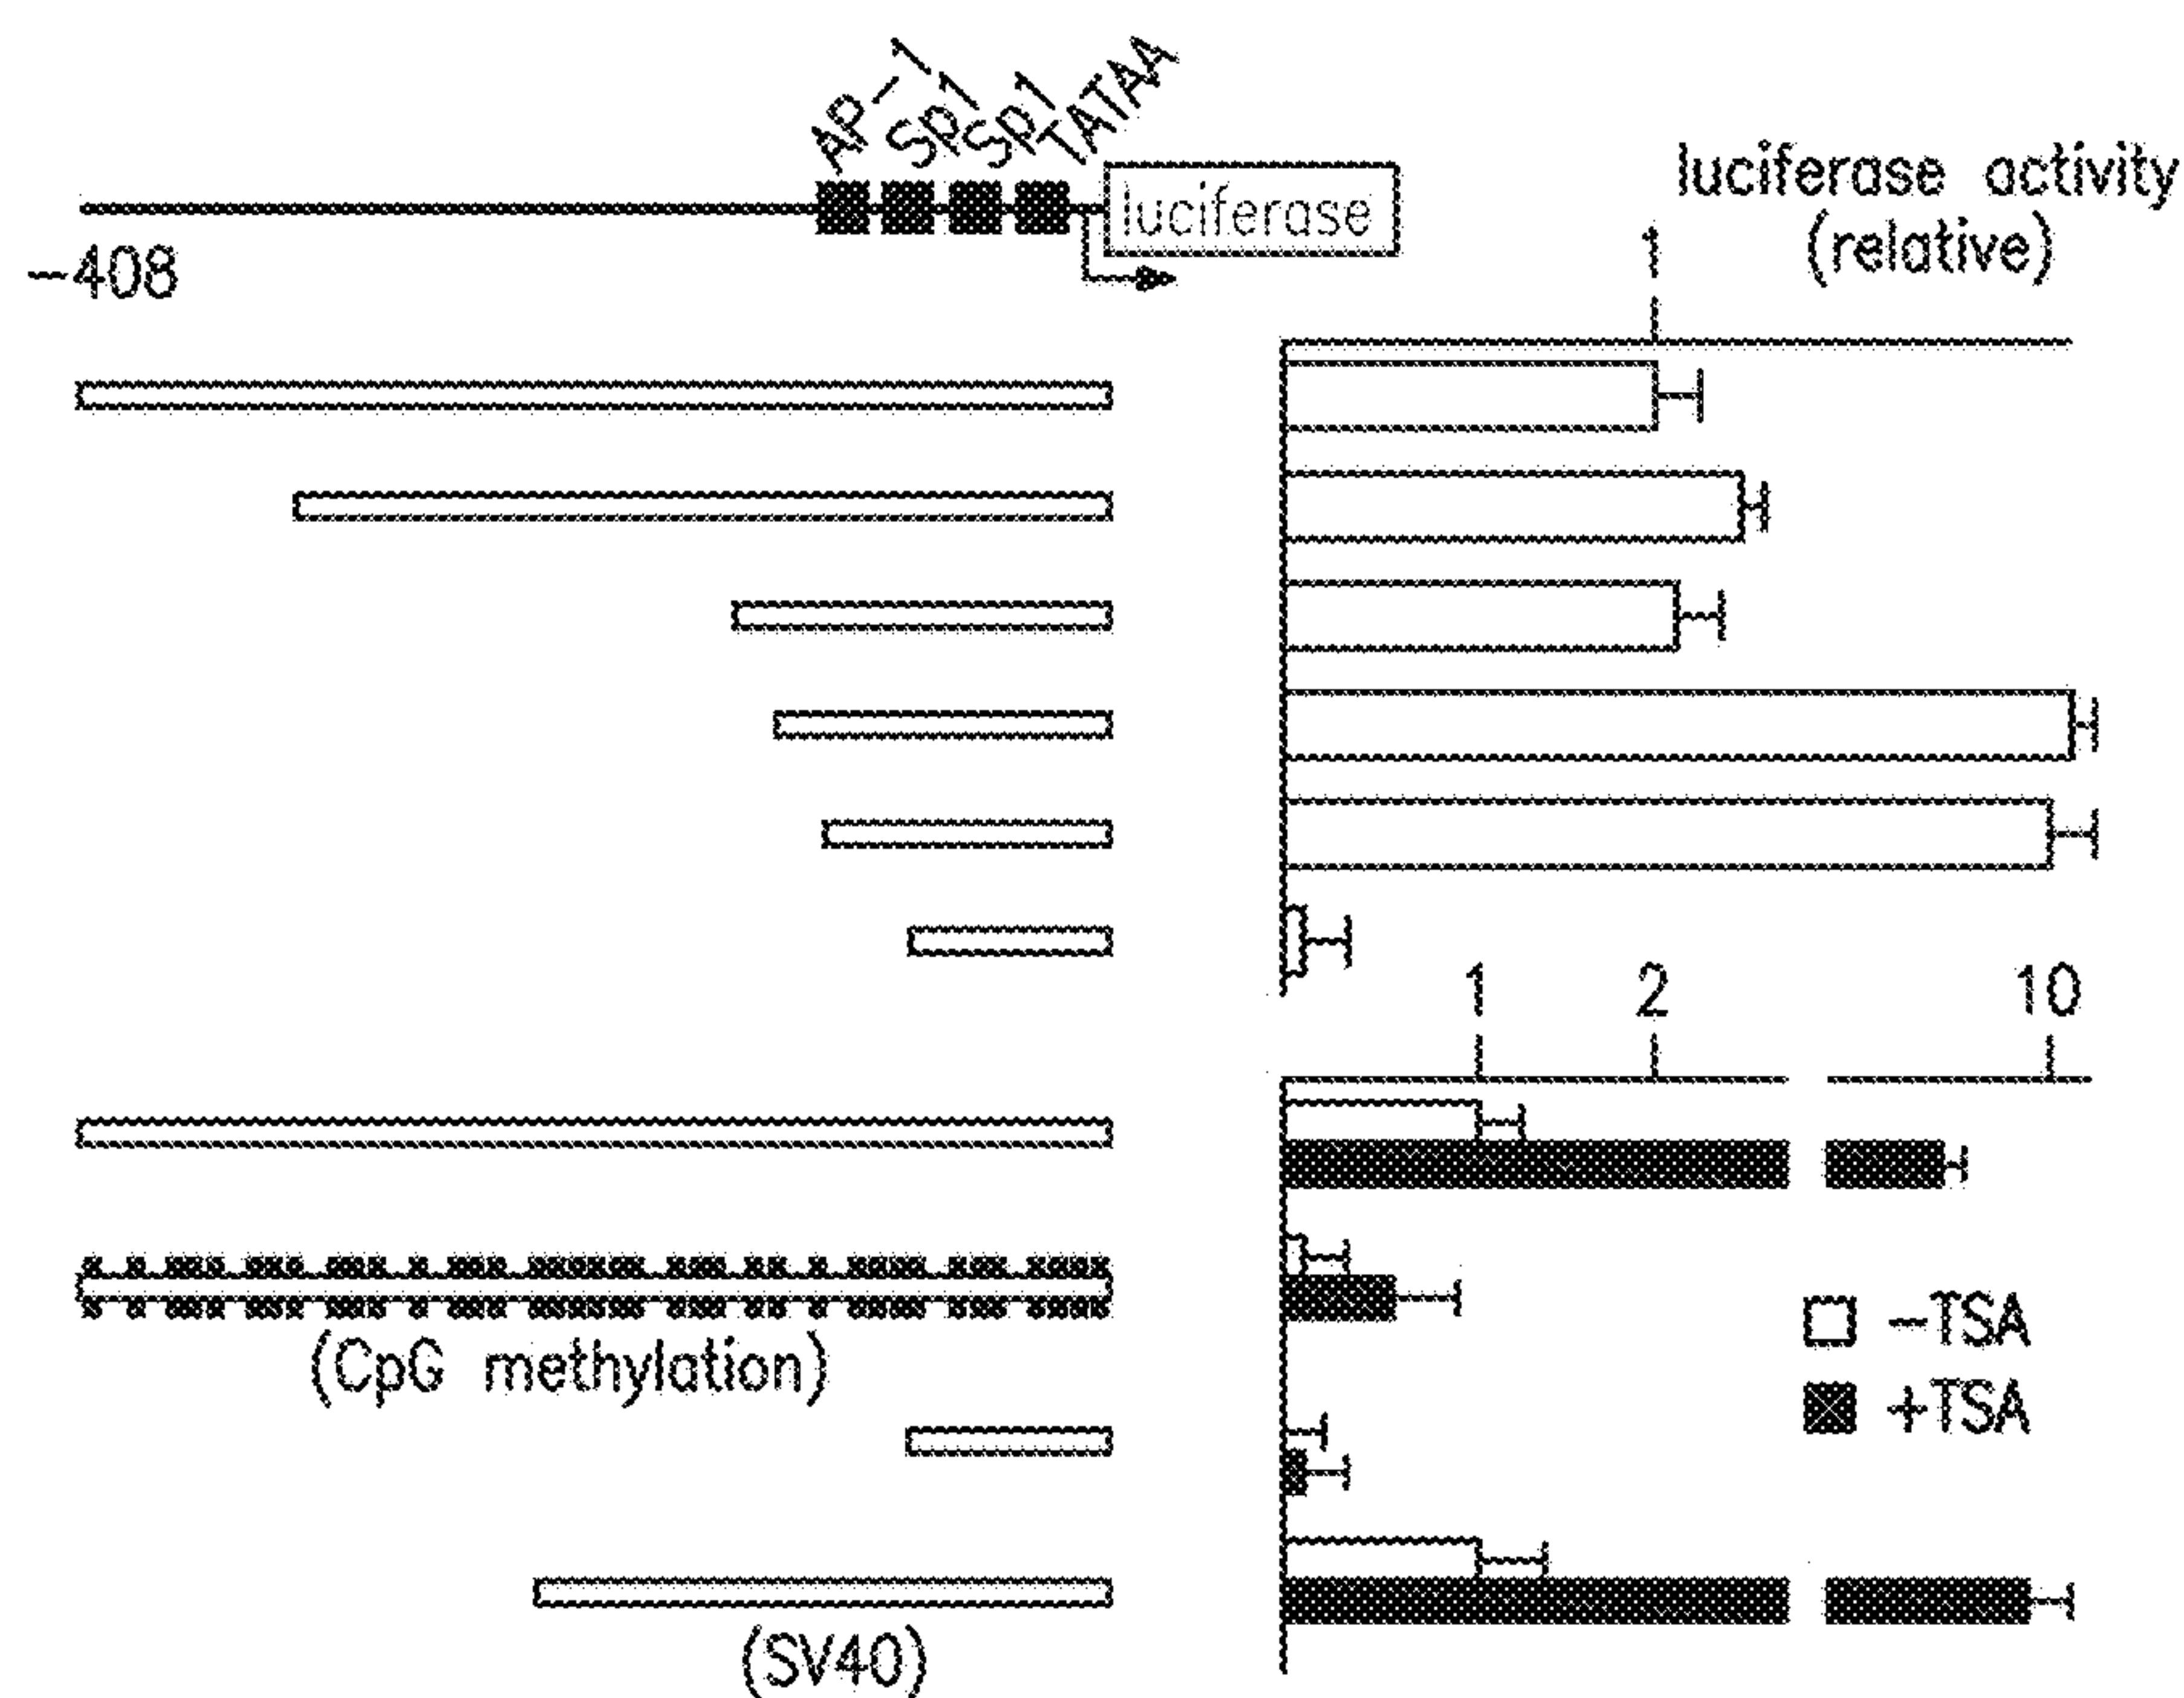 AP-1
Sp1
Sp1
TATAA
luciferase
-408
luciferase activity
(relative)
1
1
2
10
(CpG methylation)
-TSA
+TSA
(SV40)